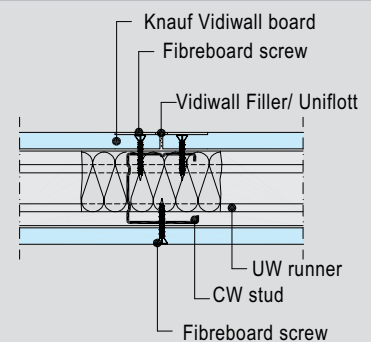 Knauf Vidiwall board
Fibreboard screw
Vidiwall Filler/ Uniflott
UW runner
CW stud
Fibreboard screw